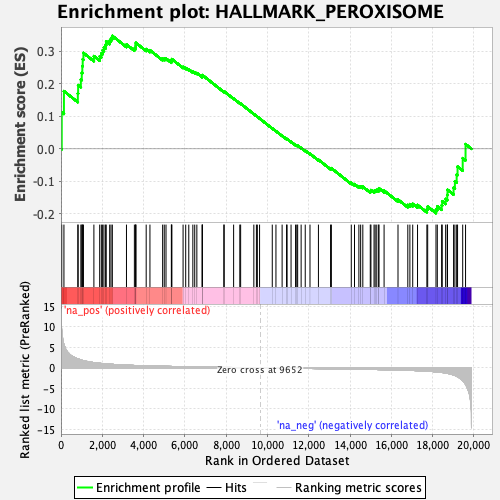 Enrichment plot: HALLMARK_PEROXISOME
Enrichment score (ES)
0.3
0.2
0.1
0.0
-0.1
-0.2
'na_pos' (positively correlated)
Ranked list metric (PreRanked)
15
10
5
0
-5
-10
-15
Zero cross at 9652
'na_neg' (negatively correlated)
0
2,000
4,000
6,000
8,000
10,000
12,000
14,000
16,000
18,000
20,000
Rank in Ordered Dataset
Enrichment profile
Hits
Ranking metric scores